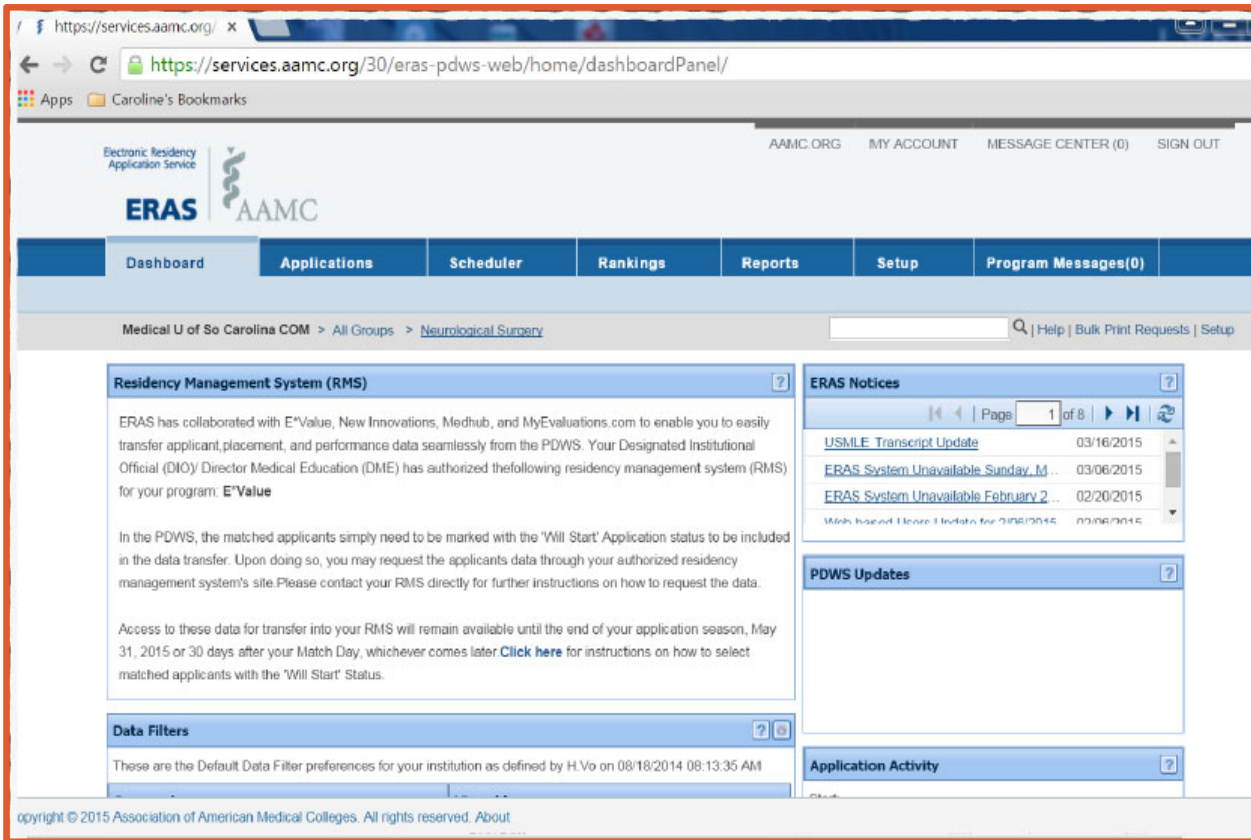 https://services.aamc.org/ x
https://services.aamc.org/30/eras-pdws-web/home/dashboardPanel/
Apps Caroline's Bookmarks
AAMC.ORG MY ACCOUNT MESSAGE CENTER (0) SIGN OUT
Electronic Residency
Application Service
ERAS AAMC
Dashboard Applications Scheduler Rankings Reports Setup Program Messages(0)
Medical U of So Carolina COM > All Groups > Neurological Surgery | Help | Bulk Print Requests | Setup
Residency Management System (RMS) ?
ERAS has collaborated with E*Value, New Innovations, Medhub, and MyEvaluations.com to enable you to easily
transfer applicant,placement, and performance data seamlessly from the PDWS. Your Designated Institutional
Official (DIO)/ Director Medical Education (DME) has authorized thefollowing residency management system (RMS)
for your program: E*Value
In the PDWS, the matched applicants simply need to be marked with the 'Will Start' Application status to be included
in the data transfer. Upon doing so, you may request the applicants data through your authorized residency
management system's site.Please contact your RMS directly for further instructions on how to request the data.
Access to these data for transfer into your RMS will remain available until the end of your application season, May
31, 2015 or 30 days after your Match Day, whichever comes later.Click here for instructions on how to select
matched applicants with the 'Will Start' Status.
ERAS Notices ?
Page 1 of 8
USMLE Transcript Update 03/16/2015
ERAS System Unavailable Sunday, M... 03/06/2015
ERAS System Unavailable February 2... 02/20/2015
Web based Users Update for 2/06/2015 02/06/2015
PDWS Updates ?
Data Filters ?
These are the Default Data Filter preferences for your institution as defined by H.Vo on 08/18/2014 08:13:35 AM
Application Activity ?
opyright © 2015 Association of American Medical Colleges. All rights reserved. About